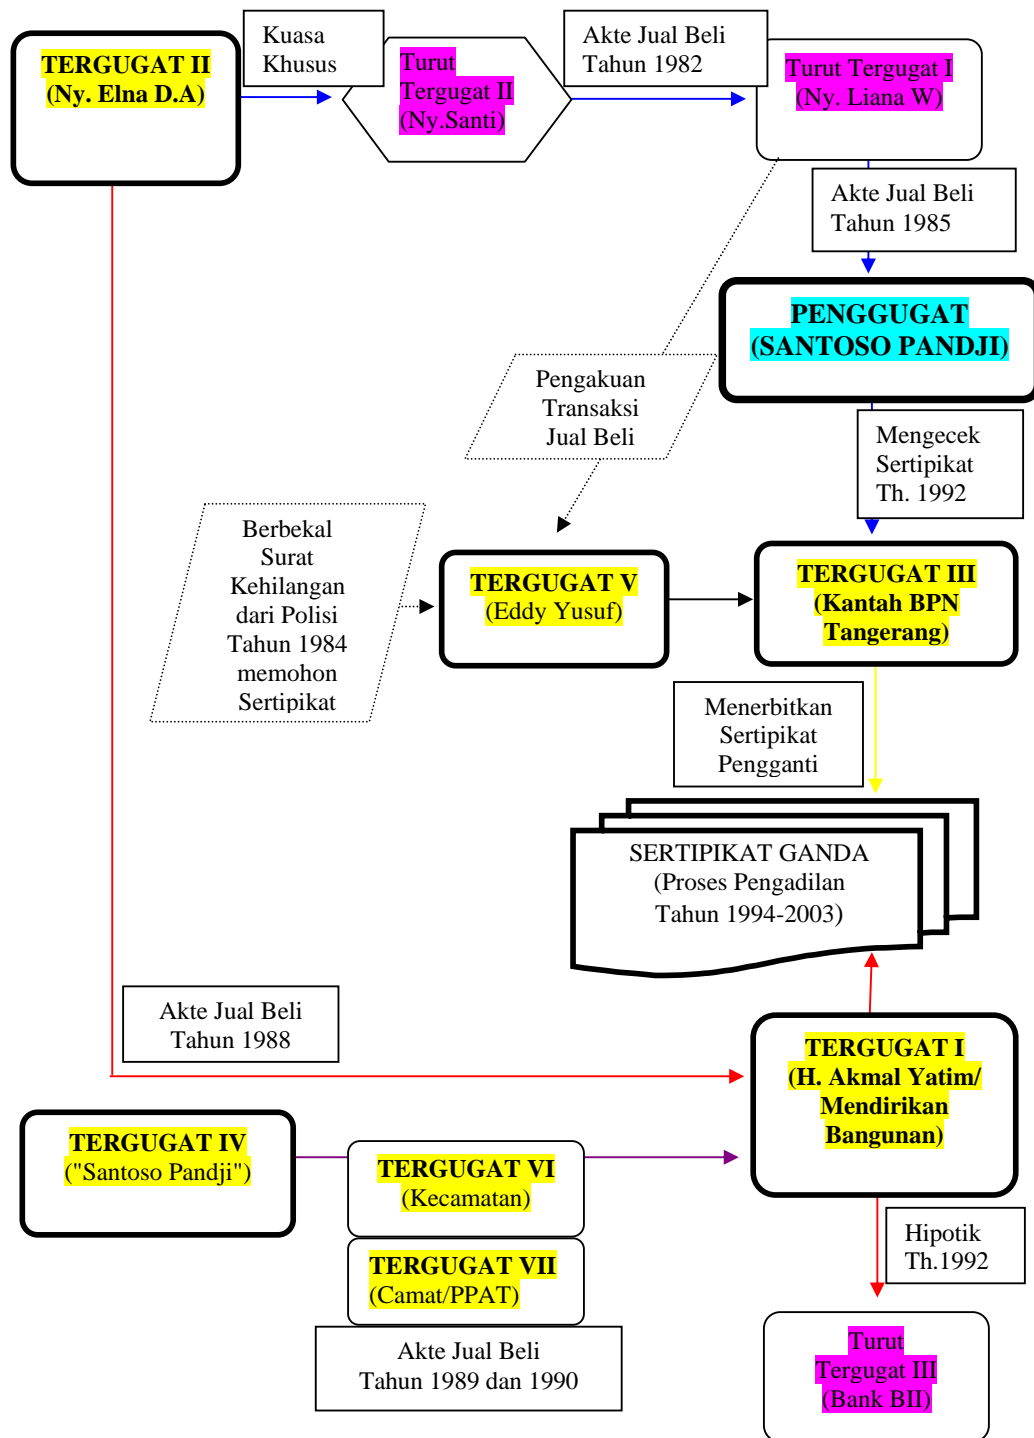 TERGUGAT II
(Ny. Elna D.A)
Kuasa
Khusus
Turut
Tergugat II
(Ny.Santi)
Akte Jual Beli
Tahun 1982
Turut Tergugat I
(Ny. Liana W)
Akte Jual Beli
Tahun 1985
PENGGUGAT
(SANTOSO PANDJI)
Pengakuan
Transaksi
Jual Beli
Mengecek
Sertipikat
Th. 1992
Berbekal
Surat
Kehilangan
dari Polisi
Tahun 1984
memohon
Sertipikat
TERGUGAT V
(Eddy Yusuf)
TERGUGAT III
(Kantah BPN
Tangerang)
Menerbitkan
Sertipikat
Pengganti
SERTIPIKAT GANDA
(Proses Pengadilan
Tahun 1994-2003)
Akte Jual Beli
Tahun 1988
TERGUGAT I
(H. Akmal Yatim/
Mendirikan
Bangunan)
TERGUGAT IV
("Santoso Pandji")
TERGUGAT VI
(Kecamatan)
TERGUGAT VII
(Camat/PPAT)
Akte Jual Beli
Tahun 1989 dan 1990
Hipotik
Th.1992
Turut
Tergugat III
(Bank BII)